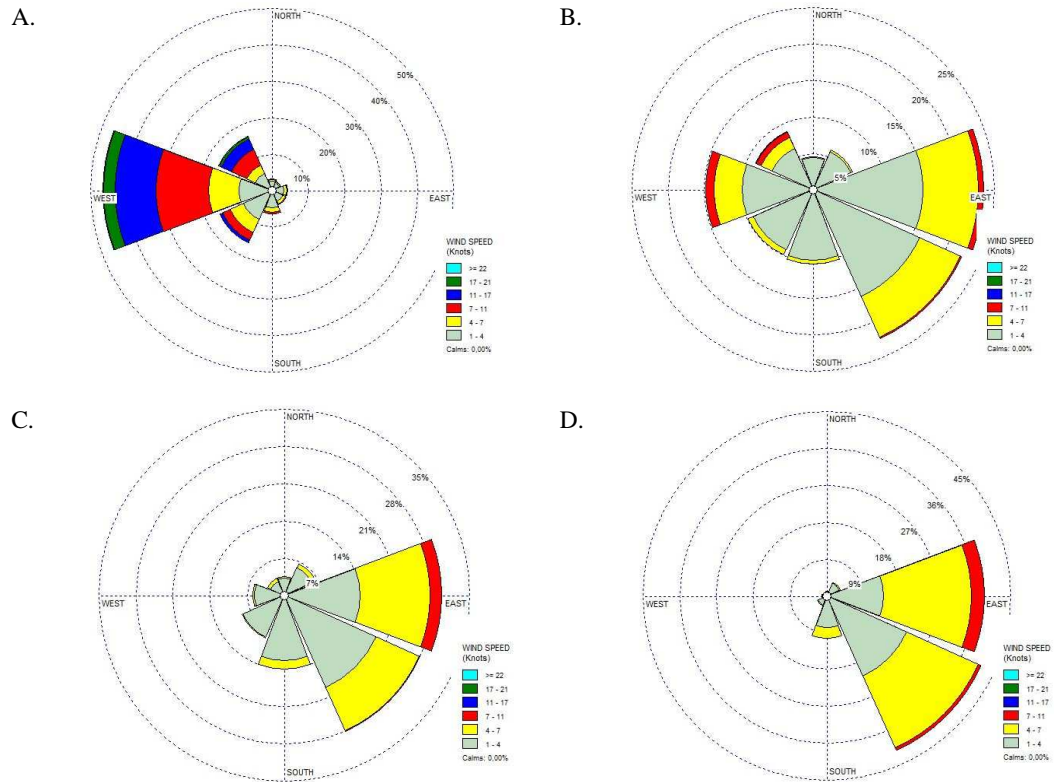 A.
NORTH
50%
40%
30%
20%
10%
WEST
EAST
SOUTH
WIND SPEED
(Knots)
>= 22
17 - 21
11 - 17
7 - 11
4 - 7
1 - 4
Calms: 0,00%
B.
NORTH
25%
20%
15%
10%
5%
WEST
EAST
SOUTH
WIND SPEED
(Knots)
>= 22
17 - 21
11 - 17
7 - 11
4 - 7
1 - 4
Calms: 0,00%
C.
NORTH
35%
28%
21%
14%
7%
WEST
EAST
SOUTH
WIND SPEED
(Knots)
>= 22
17 - 21
11 - 17
7 - 11
4 - 7
1 - 4
Calms: 0,00%
D.
NORTH
45%
36%
27%
18%
9%
WEST
EAST
SOUTH
WIND SPEED
(Knots)
>= 22
17 - 21
11 - 17
7 - 11
4 - 7
1 - 4
Calms: 0,00%